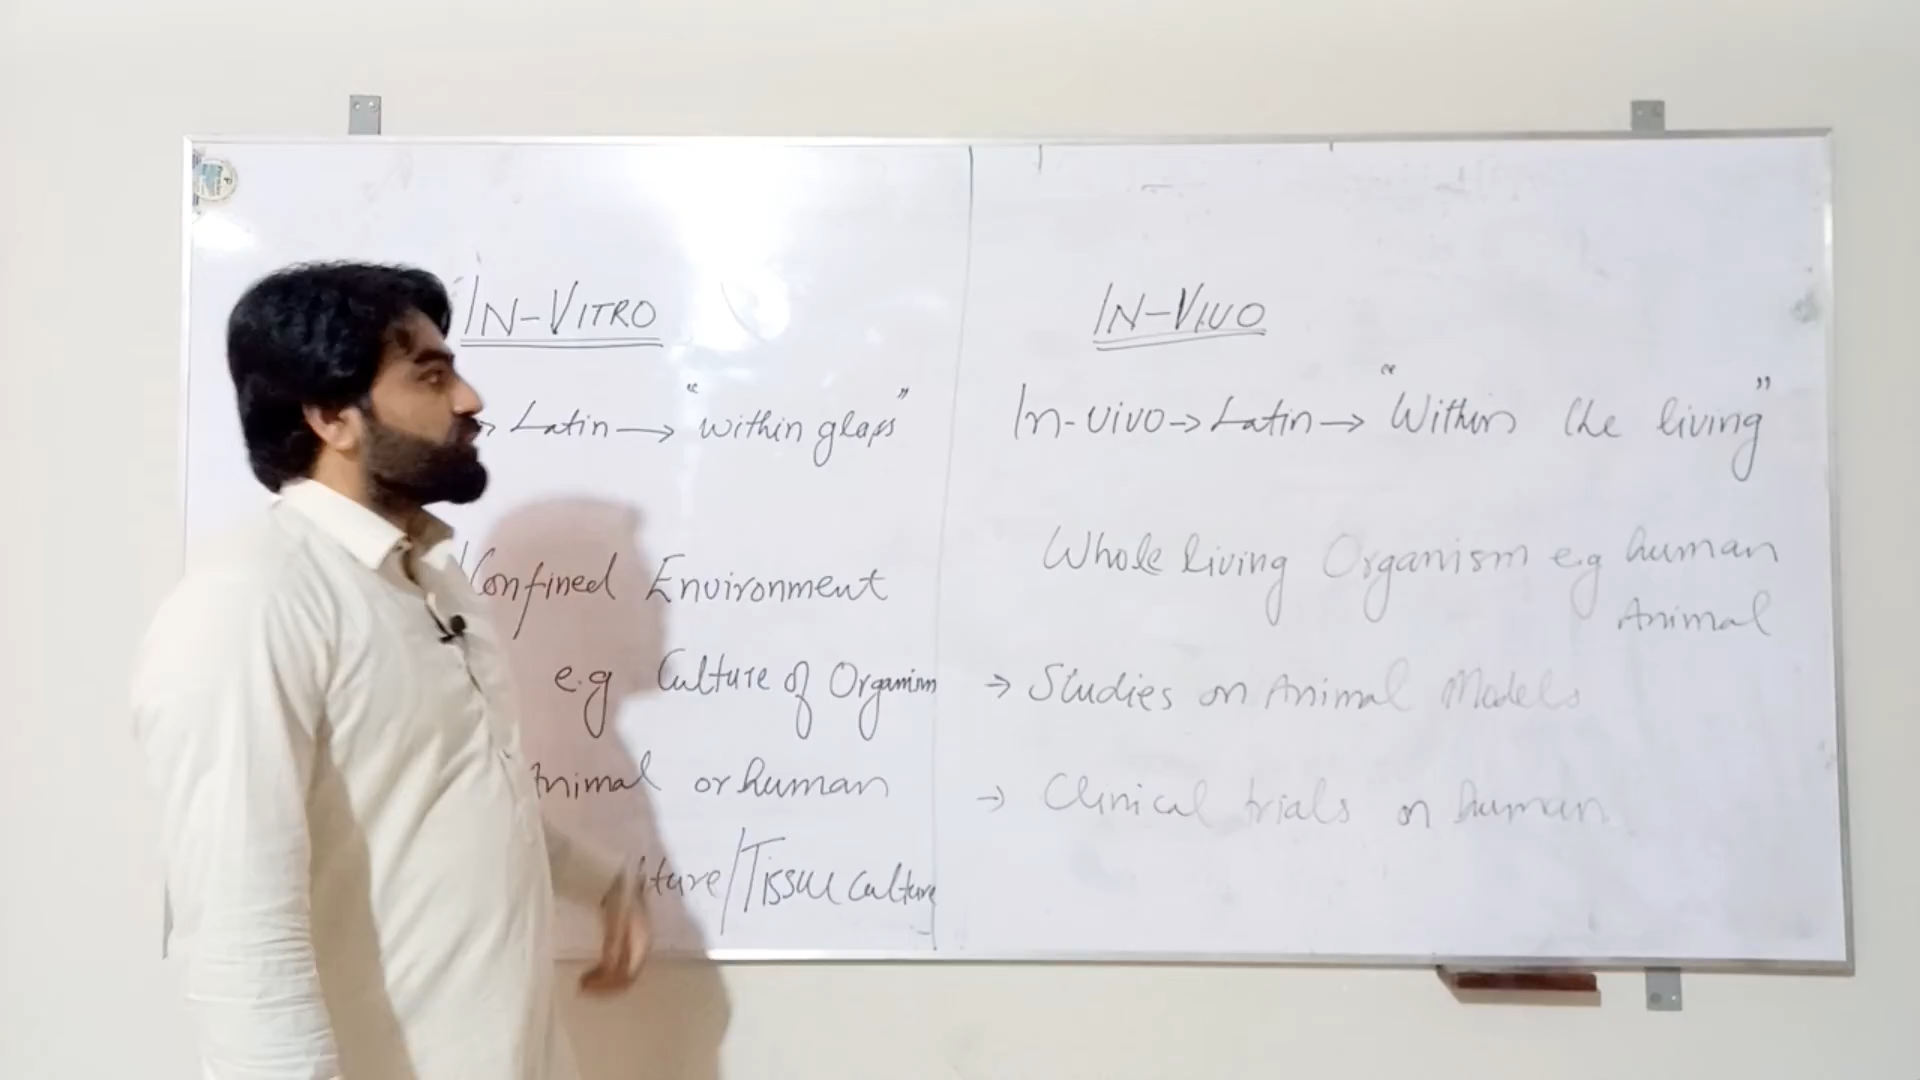 IN-VITRO
→ Latin → "within glass"
Confined Environment
e.g Culture of Organism
Animal or human
/Tissue Culture
IN-VIVO
In-vivo → Latin → "Within the living"
Whole living Organism e.g human
Animal
→ Studies on Animal Models
→ Clinical trials on human